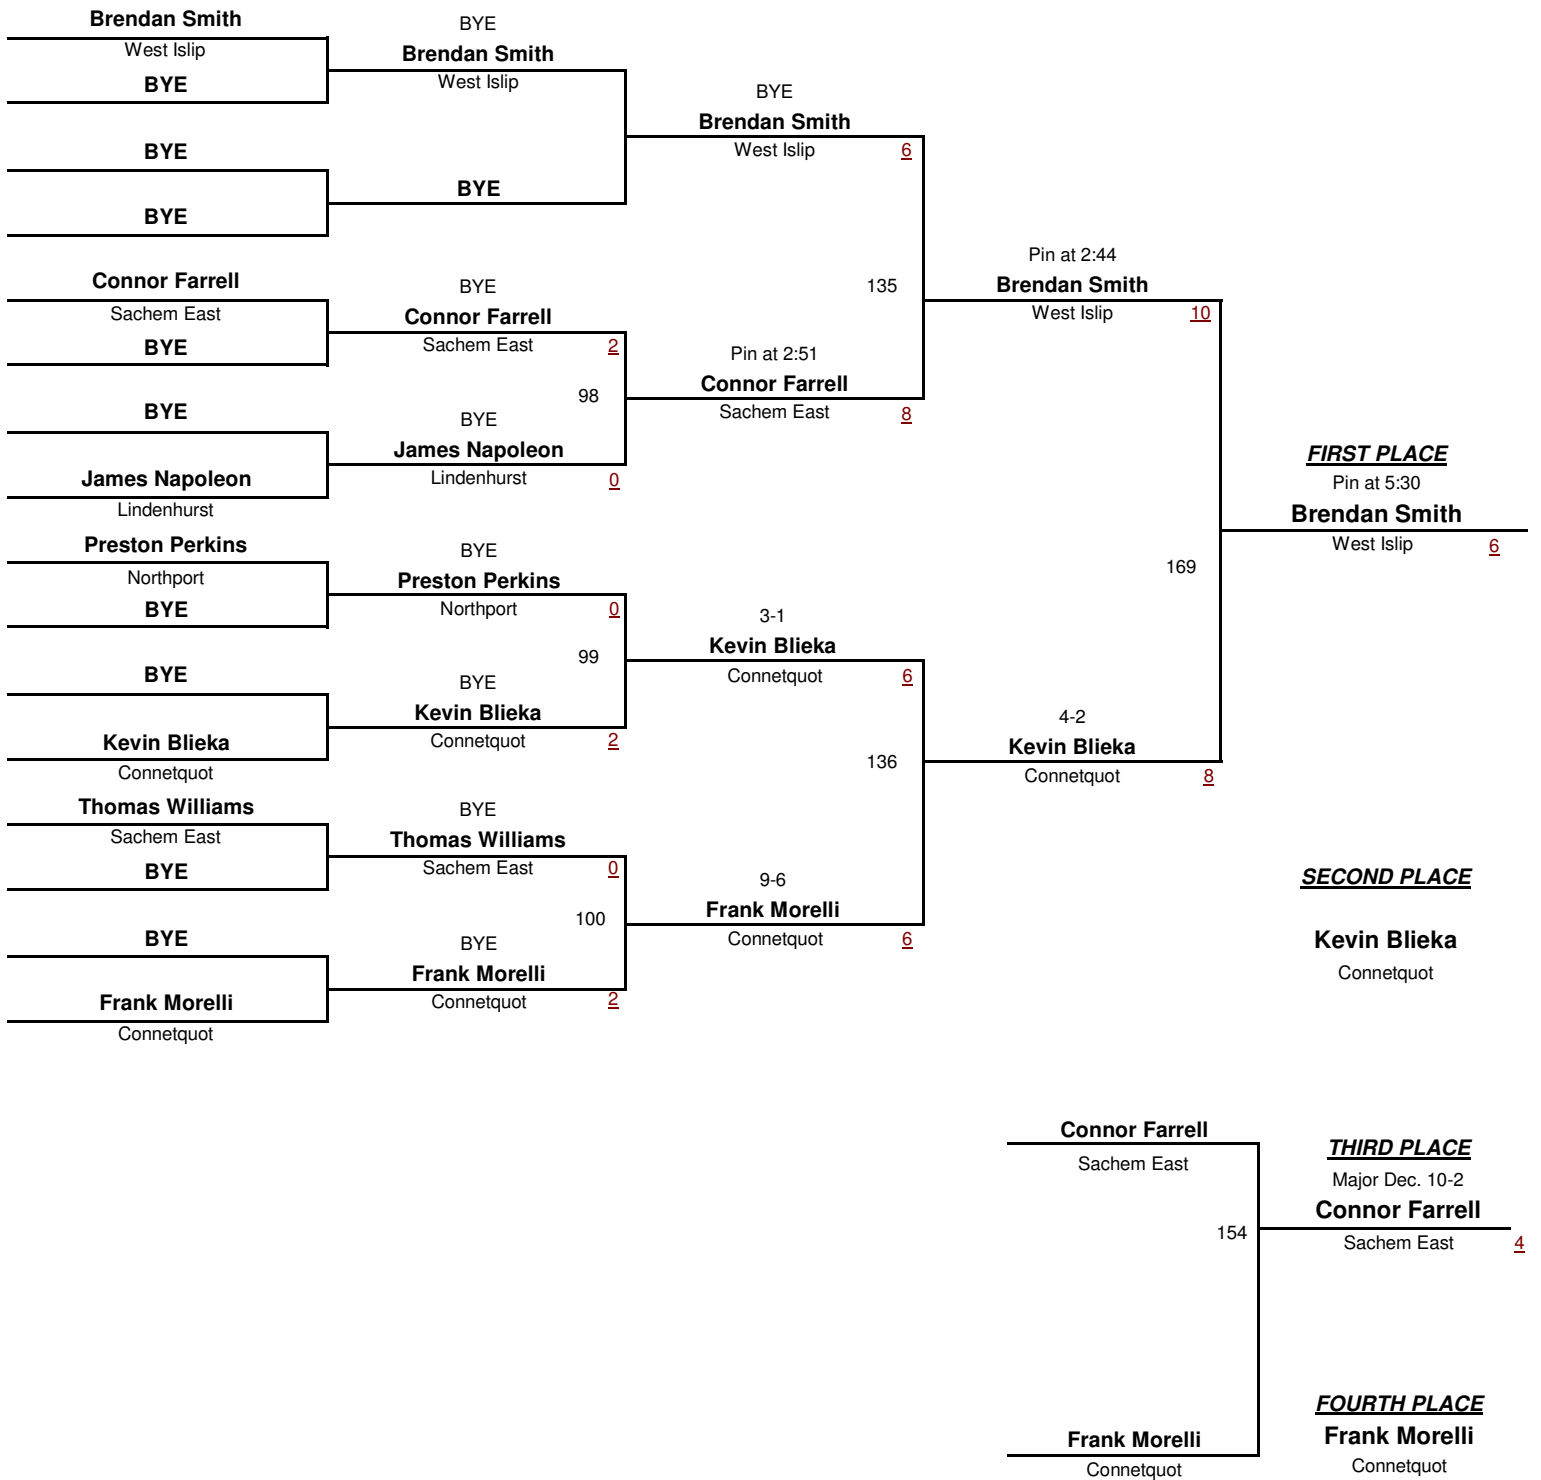 Brendan Smith
West Islip
BYE
BYE
BYE
Connor Farrell
Sachem East
BYE
BYE
James Napoleon
Lindenhurst
Preston Perkins
Northport
BYE
BYE
Kevin Blieka
Connetquot
Thomas Williams
Sachem East
BYE
BYE
Frank Morelli
Connetquot
BYE
Brendan Smith
West Islip
BYE
BYE
Connor Farrell
Sachem East 2
98
BYE
James Napoleon
Lindenhurst 0
BYE
Preston Perkins
Northport 0
99
BYE
Kevin Blieka
Connetquot 2
BYE
Thomas Williams
Sachem East 0
100
BYE
Frank Morelli
Connetquot 2
BYE
Brendan Smith
West Islip 6
135
Pin at 2:51
Connor Farrell
Sachem East 8
3-1
Kevin Blieka
Connetquot 6
136
9-6
Frank Morelli
Connetquot 6
Pin at 2:44
Brendan Smith
West Islip 10
169
4-2
Kevin Blieka
Connetquot 8
FIRST PLACE
Pin at 5:30
Brendan Smith
West Islip 6
SECOND PLACE
Kevin Blieka
Connetquot
Connor Farrell
Sachem East
154
Frank Morelli
Connetquot
THIRD PLACE
Major Dec. 10-2
Connor Farrell
Sachem East 4
FOURTH PLACE
Frank Morelli
Connetquot